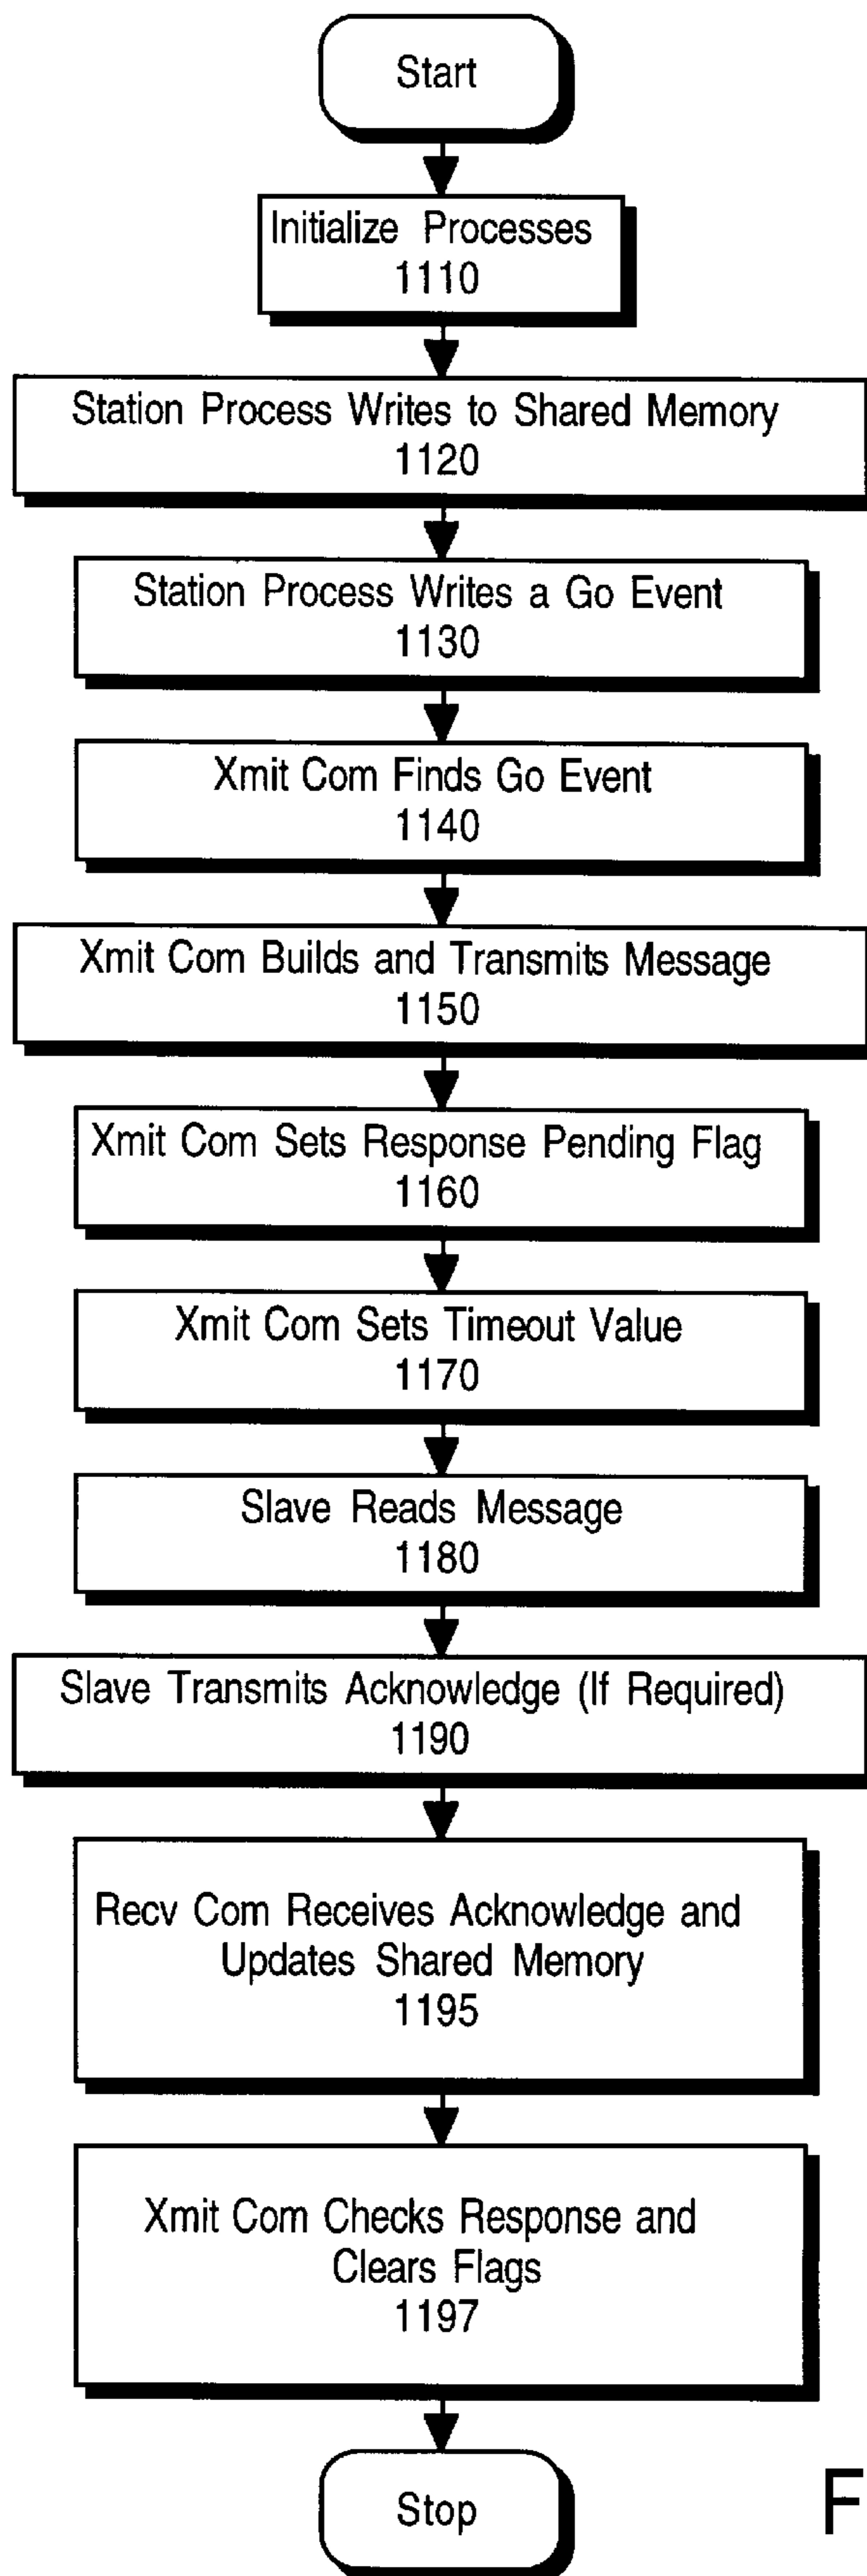 Start
Initialize Processes
1110
Station Process Writes to Shared Memory
1120
Station Process Writes a Go Event
1130
Xmit Com Finds Go Event
1140
Xmit Com Builds and Transmits Message
1150
Xmit Com Sets Response Pending Flag
1160
Xmit Com Sets Timeout Value
1170
Slave Reads Message
1180
Slave Transmits Acknowledge (If Required)
1190
Recv Com Receives Acknowledge and
Updates Shared Memory
1195
Xmit Com Checks Response and
Clears Flags
1197
Stop
F